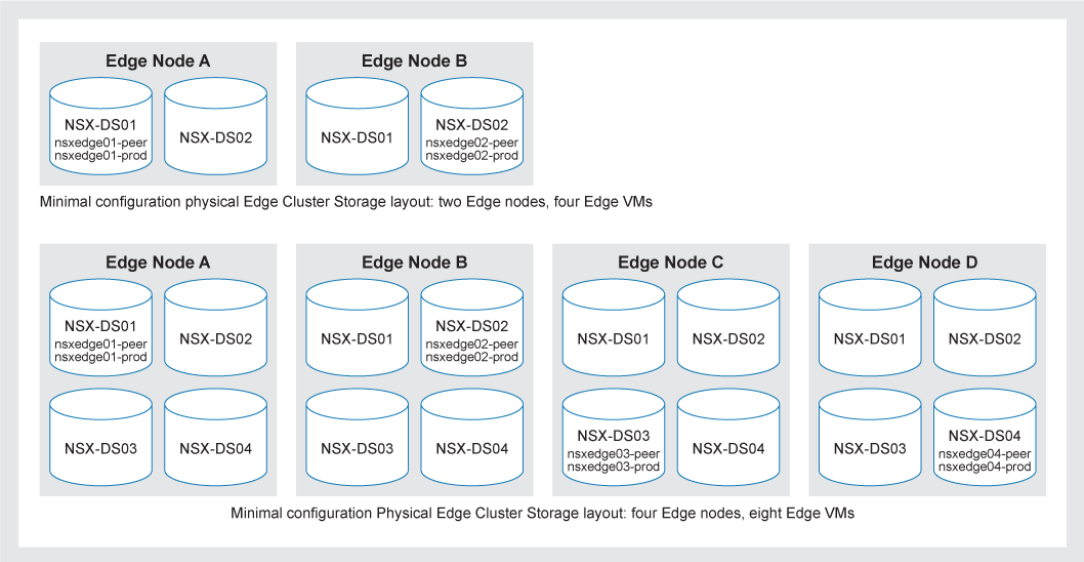 Edge Node A
Edge Node B
NSX-DS01
nsxedge01-peer
nsxedge01-prod
NSX-DS02
NSX-DS01
NSX-DS02
nsxedge02-peer
nsxedge02-prod
Minimal configuration physical Edge Cluster Storage layout: two Edge nodes, four Edge VMs
Edge Node A
Edge Node B
Edge Node C
Edge Node D
NSX-DS01
nsxedge01-peer
nsxedge01-prod
NSX-DS02
NSX-DS01
NSX-DS02
nsxedge02-peer
nsxedge02-prod
NSX-DS01
NSX-DS02
NSX-DS01
NSX-DS02
NSX-DS03
NSX-DS04
NSX-DS03
NSX-DS04
NSX-DS03
nsxedge03-peer
nsxedge03-prod
NSX-DS04
NSX-DS03
NSX-DS04
nsxedge04-peer
nsxedge04-prod
Minimal configuration Physical Edge Cluster Storage layout: four Edge nodes, eight Edge VMs